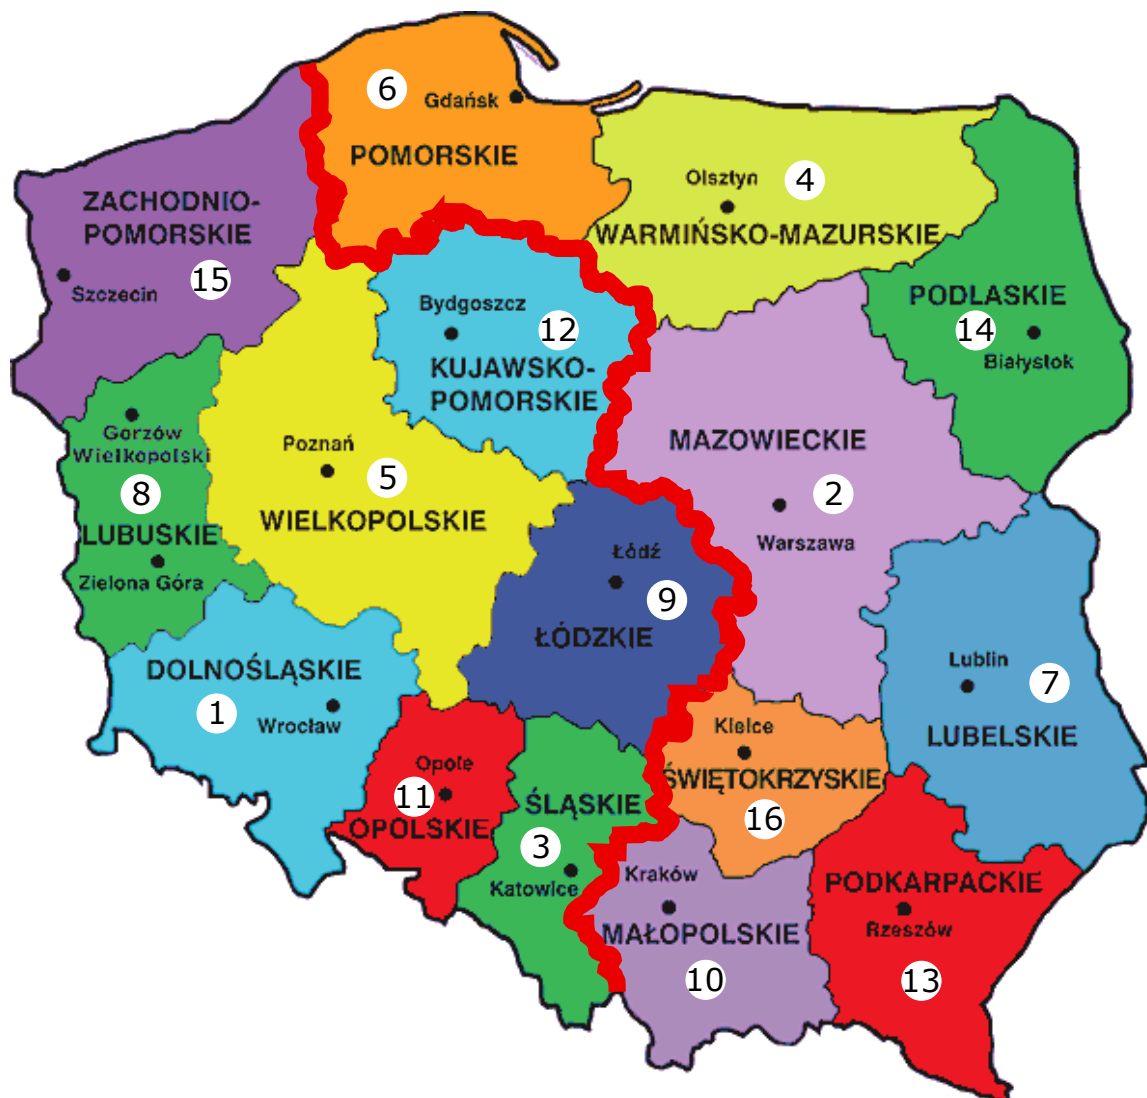 6
Gdańsk
POMORSKIE
ZACHODNIO-
POMORSKIE
15
Szczecin
Olsztyn
4
WARMIŃSKO-MAZURSKIE
PODLASKIE
14
Białystok
Bydgoszcz
12
KUJAWSKO-
POMORSKIE
Gorzów
Wielkopolski
8
LUBUSKIE
Zielona Góra
Poznań
5
WIELKOPOLSKIE
MAZOWIECKIE
2
Warszawa
Łódź
9
ŁÓDZKIE
DOLNOŚLĄSKIE
1
Wrocław
Lublin
7
LUBELSKIE
Opole
11
OPOLSKIE
ŚLĄSKIE
3
Katowice
Kielce
ŚWIĘTOKRZYSKIE
16
Kraków
MAŁOPOLSKIE
10
PODKARPACKIE
Rzeszów
13